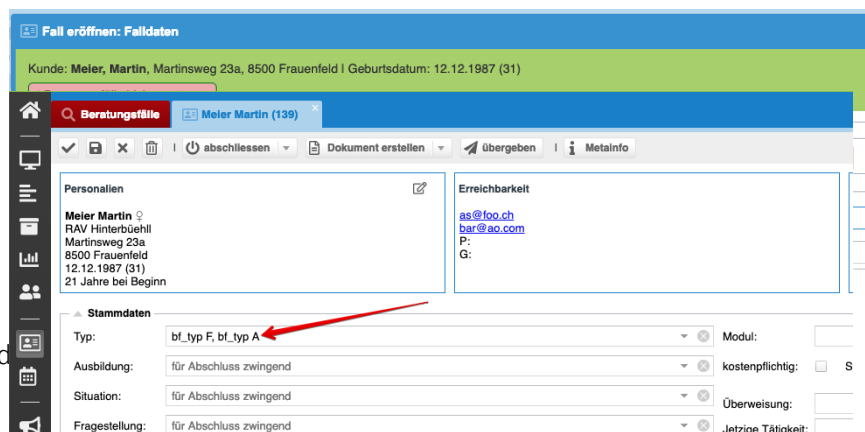 Fall eröffnen: Falldaten
Kunde: Meier, Martin, Martinsweg 23a, 8500 Frauenfeld I Geburtsdatum: 12.12.1987 (31)
Beratungsfälle
Meier Martin (139)
abschliessen
Dokument erstellen
übergeben
Metainfo
Personalien
Meier Martin ♀
RAV Hinterbüehll
Martinsweg 23a
8500 Frauenfeld
12.12.1987 (31)
21 Jahre bei Beginn
Erreichbarkeit
as@foo.ch
bar@ao.com
P:
G:
Stammdaten
Typ: bf_typ F, bf_typ A
Modul:
Ausbildung: für Abschluss zwingend
kostenpflichtig: S
Situation: für Abschluss zwingend
Überweisung:
Fragestellung: für Abschluss zwingend
Jetzige Tätigkeit:
d